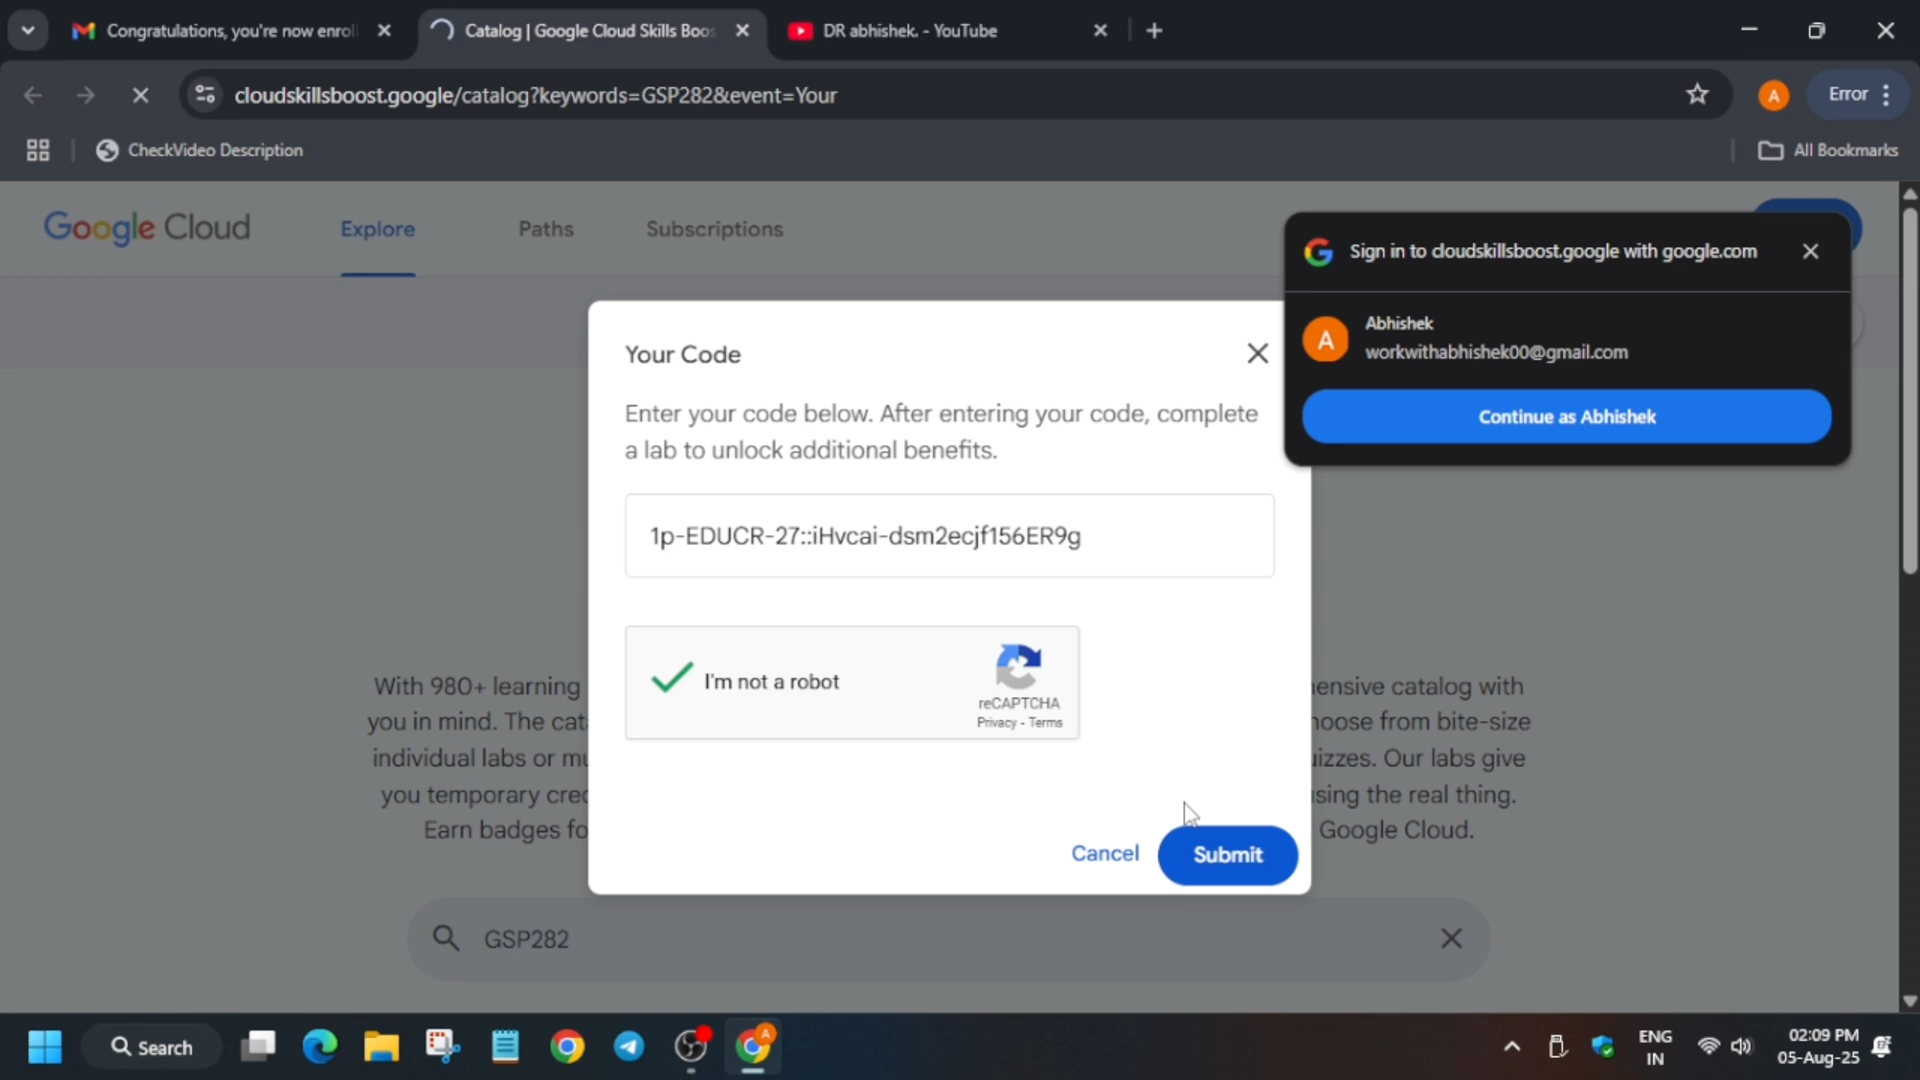 Congratulations, you're now enrol
Catalog | Google Cloud Skills Boos
DR abhishek. - YouTube
cloudskillsboost.google/catalog?keywords=GSP282&event=Your
A
Error
CheckVideo Description
All Bookmarks
Google Cloud
Explore
Paths
Subscriptions
Sign in to cloudskillsboost.google with google.com
A
Abhishek
workwithabhishek00@gmail.com
Continue as Abhishek
Your Code
Enter your code below. After entering your code, complete
a lab to unlock additional benefits.
1p-EDUCR-27::iHvcai-dsm2ecjf156ER9g
I'm not a robot
reCAPTCHA
Privacy - Terms
Cancel
Submit
With 980+ learning
ensive catalog with
you in mind. The cat
hoose from bite-size
individual labs or mu
izzes. Our labs give
you temporary cred
sing the real thing.
Earn badges fo
Google Cloud.
GSP282
Search
A
ENG
IN
02:09 PM
05-Aug-25